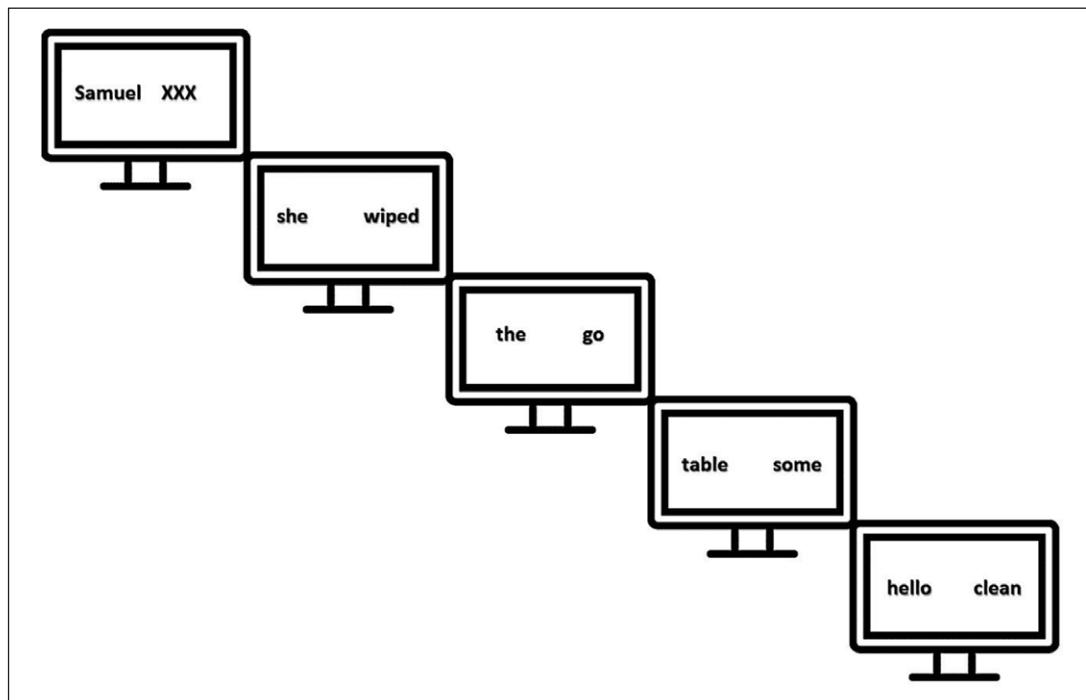 Samuel XXX
she wiped
the go
table some
hello clean